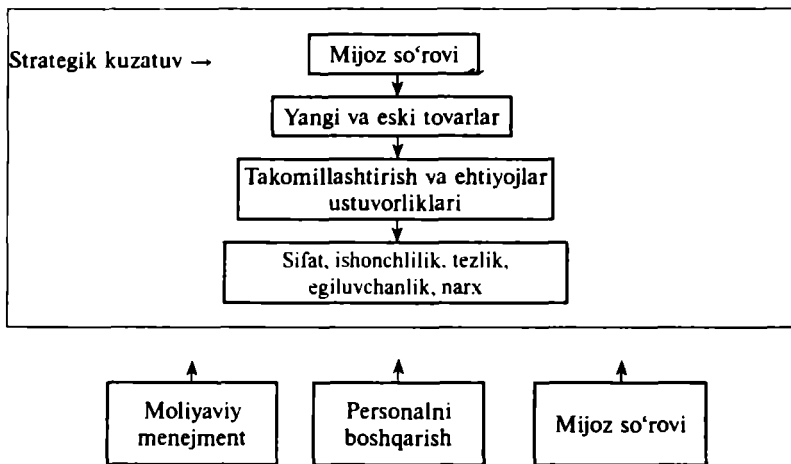 Mijoz so‘rovi
Strategik kuzatuv →
Yangi va eski tovarlar
Takomillashtirish va ehtiyojlar
ustuvorliklari
Sifat, ishonchlilik, tezlik,
egiluvchanlik, narx
Moliyaviy
menejment
Personalni
boshqarish
Mijoz so‘rovi